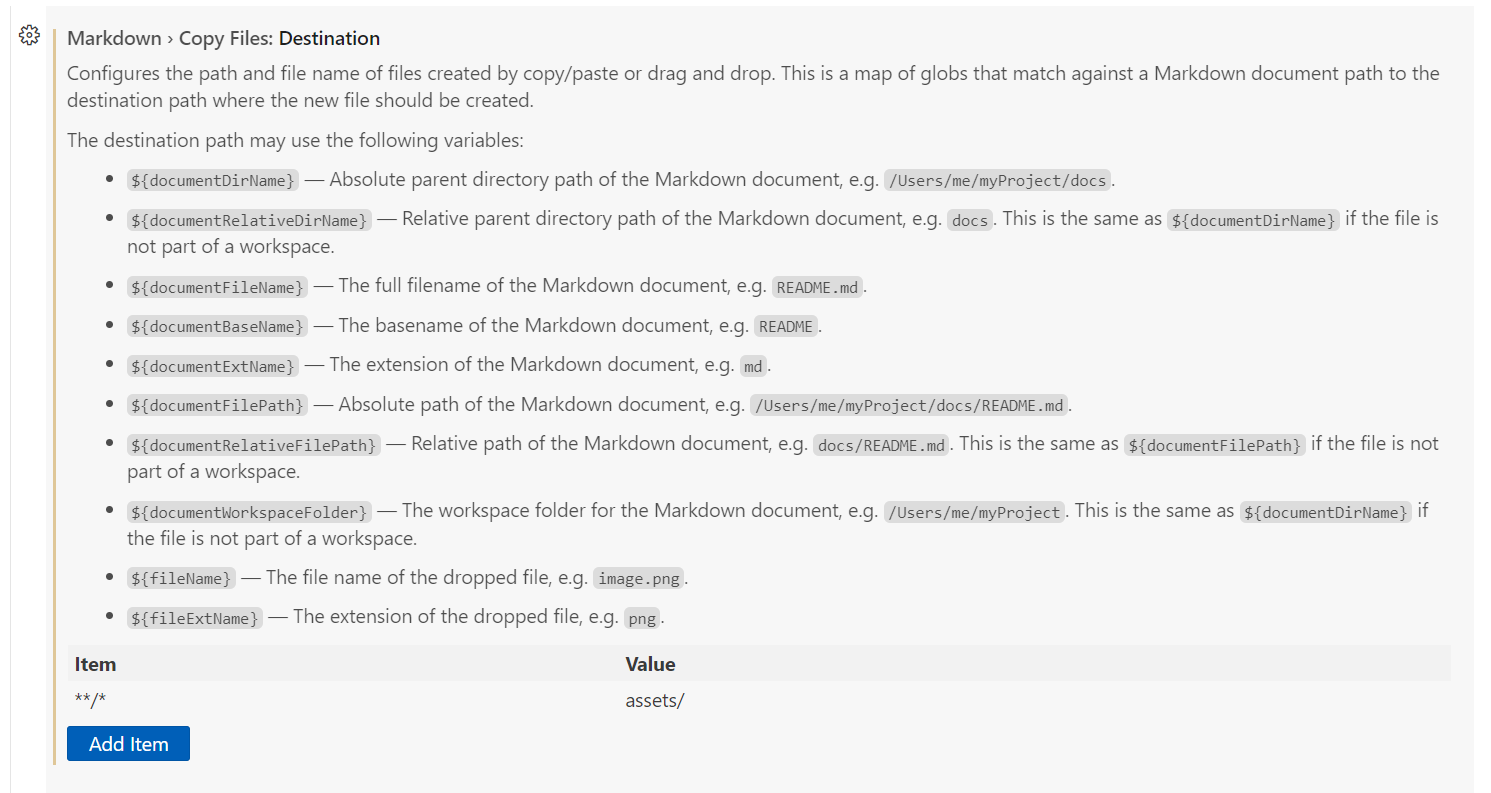 Markdown › Copy Files: Destination
Configures the path and file name of files created by copy/paste or drag and drop. This is a map of globs that match against a Markdown document path to the
destination path where the new file should be created.
The destination path may use the following variables:
• ${documentDirName} — Absolute parent directory path of the Markdown document, e.g. /Users/me/myProject/docs.
• ${documentRelativeDirName} — Relative parent directory path of the Markdown document, e.g. docs. This is the same as ${documentDirName} if the file is
not part of a workspace.
• ${documentFileName} — The full filename of the Markdown document, e.g. README.md.
• ${documentBaseName} — The basename of the Markdown document, e.g. README.
• ${documentExtName} — The extension of the Markdown document, e.g. md.
• ${documentFilePath} — Absolute path of the Markdown document, e.g. /Users/me/myProject/docs/README.md.
• ${documentRelativeFilePath} — Relative path of the Markdown document, e.g. docs/README.md. This is the same as ${documentFilePath} if the file is not
part of a workspace.
• ${documentWorkspaceFolder} — The workspace folder for the Markdown document, e.g. /Users/me/myProject. This is the same as ${documentDirName} if
the file is not part of a workspace.
• ${fileName} — The file name of the dropped file, e.g. image.png.
• ${fileExtName} — The extension of the dropped file, e.g. png.
Item Value
**/* assets/
Add Item